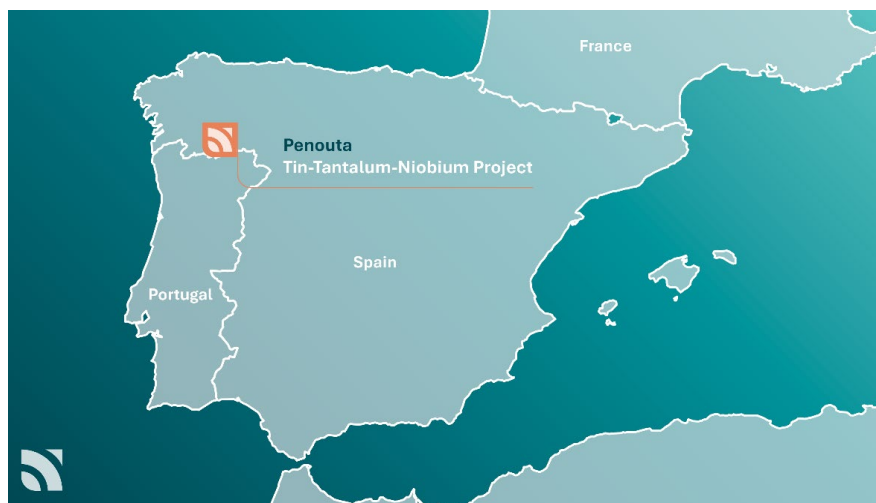 France
Penouta
Tin-Tantalum-Niobium Project
Spain
Portugal